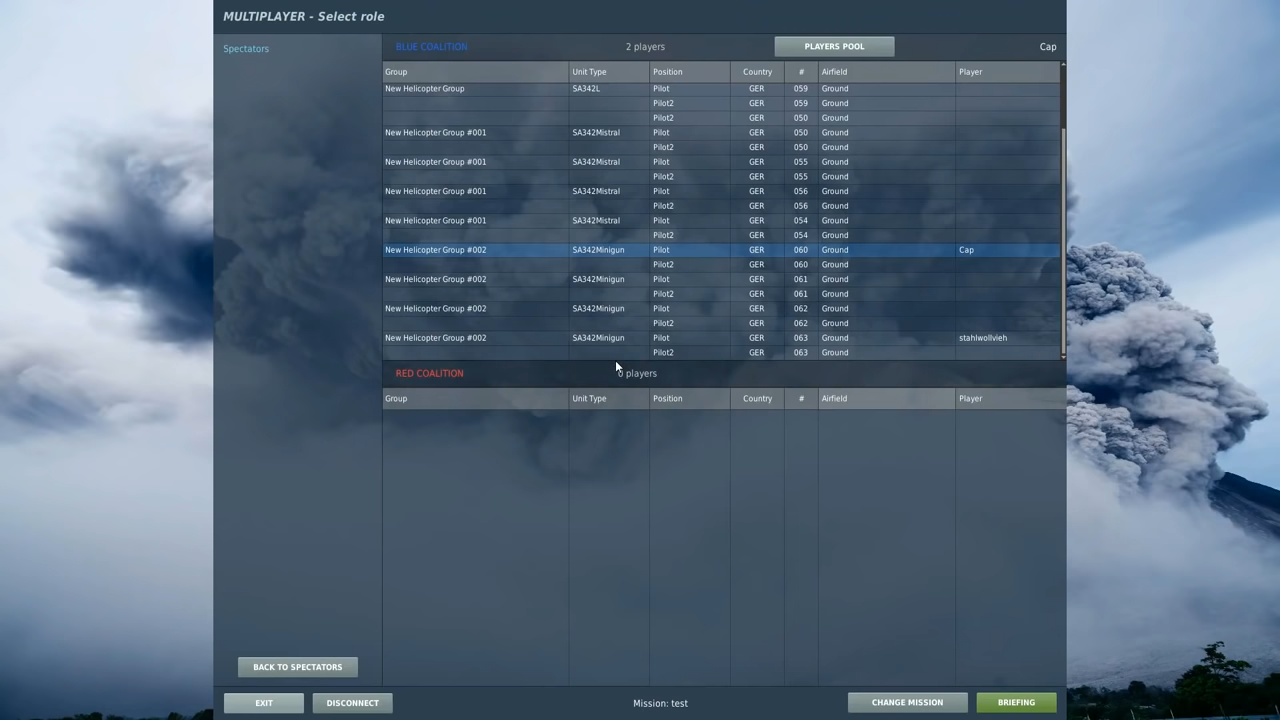 MULTIPLAYER - Select role
Spectators
BLUE COALITION 2 players PLAYERS POOL Cap
Group Unit Type Position Country # Airfield Player
New Helicopter Group SA342L Pilot GER 059 Ground
Pilot2 GER 059 Ground
Pilot2 GER 050 Ground
New Helicopter Group #001 SA342Mistral Pilot GER 050 Ground
Pilot2 GER 050 Ground
New Helicopter Group #001 SA342Mistral Pilot GER 055 Ground
Pilot2 GER 055 Ground
New Helicopter Group #001 SA342Mistral Pilot GER 056 Ground
Pilot2 GER 056 Ground
New Helicopter Group #001 SA342Mistral Pilot GER 054 Ground
Pilot2 GER 054 Ground
New Helicopter Group #002 SA342Minigun Pilot GER 060 Ground Cap
Pilot2 GER 060 Ground
New Helicopter Group #002 SA342Minigun Pilot GER 061 Ground
Pilot2 GER 061 Ground
New Helicopter Group #002 SA342Minigun Pilot GER 062 Ground
Pilot2 GER 062 Ground
New Helicopter Group #002 SA342Minigun Pilot GER 063 Ground stahlwollvieh
Pilot2 GER 063 Ground
RED COALITION 0 players
Group Unit Type Position Country # Airfield Player
BACK TO SPECTATORS
EXIT DISCONNECT Mission: test CHANGE MISSION BRIEFING